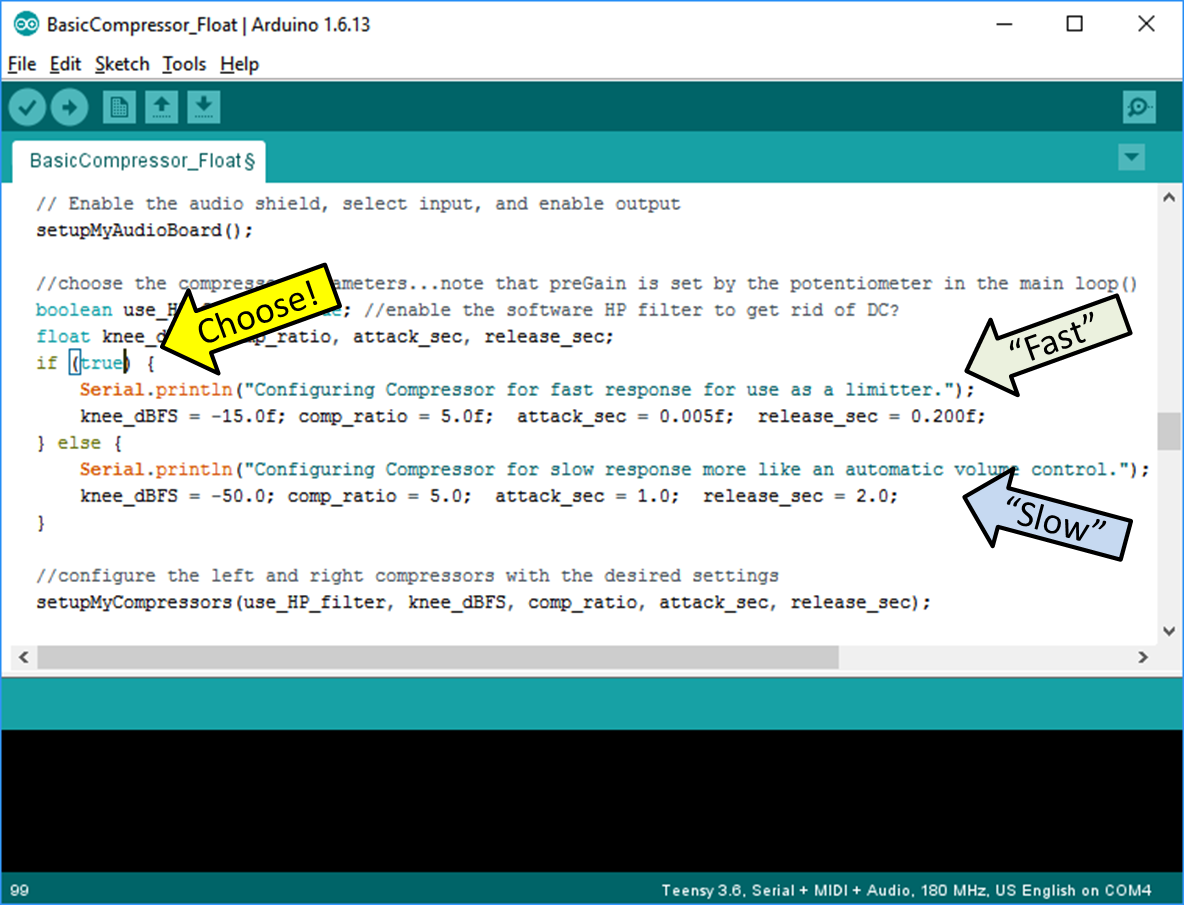 BasicCompressor_Float | Arduino 1.6.13
File Edit Sketch Tools Help
BasicCompressor_Float§
// Enable the audio shield, select input, and enable output
setupMyAudioBoard();
//choose the compress ameters...note that preGain is set by the potentiometer in the main loop()
boolean use_H ; //enable the software HP filter to get rid of DC?
Choose!
float knee_d mp_ratio, attack_sec, release_sec;
"Fast"
if (true) {
Serial.println("Configuring Compressor for fast response for use as a limitter.");
knee_dBFS = -15.0f; comp_ratio = 5.0f; attack_sec = 0.005f; release_sec = 0.200f;
} else {
Serial.println("Configuring Compressor for slow response more like an automatic volume control.");
knee_dBFS = -50.0; comp_ratio = 5.0; attack_sec = 1.0; release_sec = 2.0;
"Slow"
}
//configure the left and right compressors with the desired settings
setupMyCompressors(use_HP_filter, knee_dBFS, comp_ratio, attack_sec, release_sec);
99
Teensy 3.6, Serial + MIDI + Audio, 180 MHz, US English on COM4